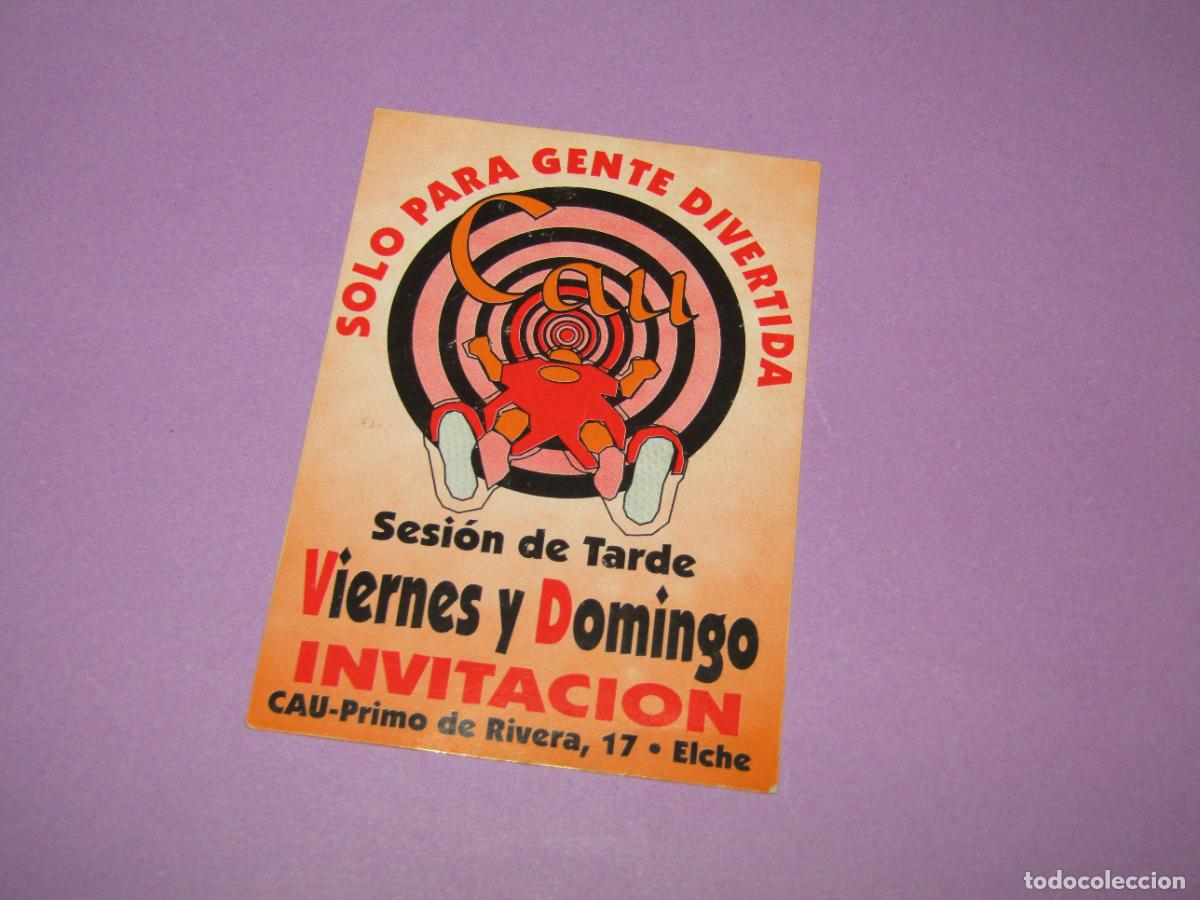 SOLO PARA GENTE DIVERTIDA
Cau
Sesión de Tarde
Viernes y Domingo
INVITACION
CAU-Primo de Rivera, 17 • Elche
todocoleccion